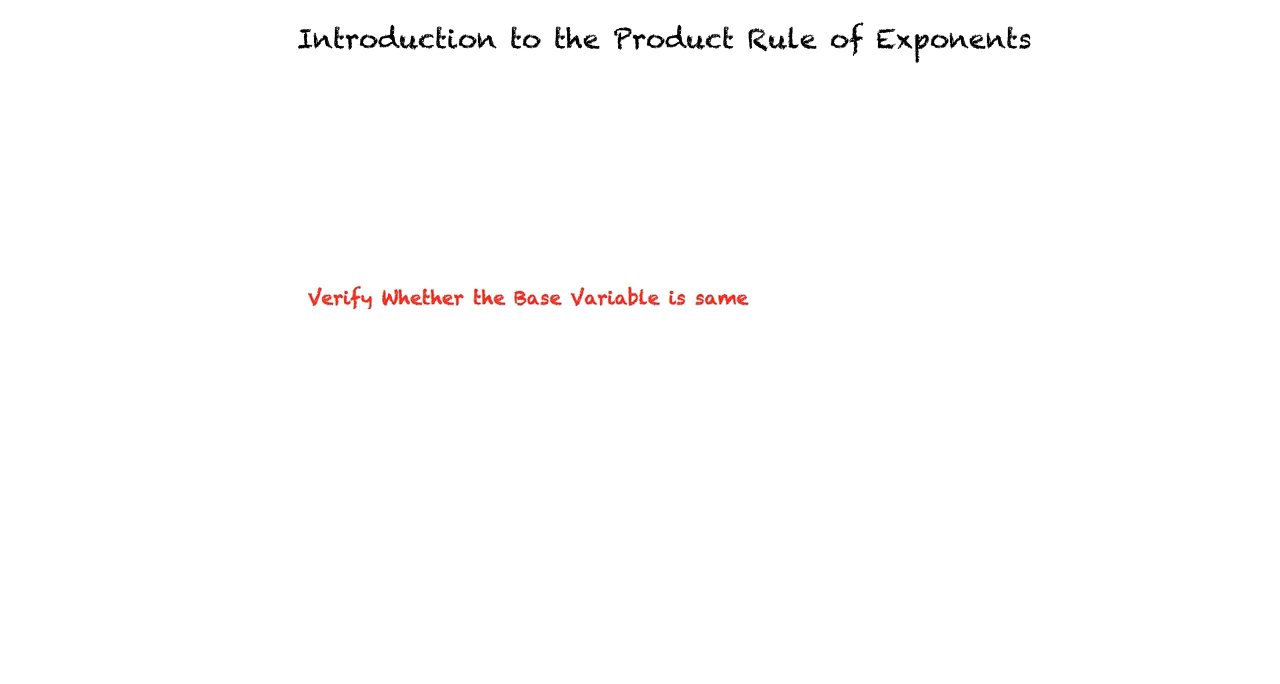 Introduction to the Product Rule of Exponents
Verify Whether the Base Variable is same